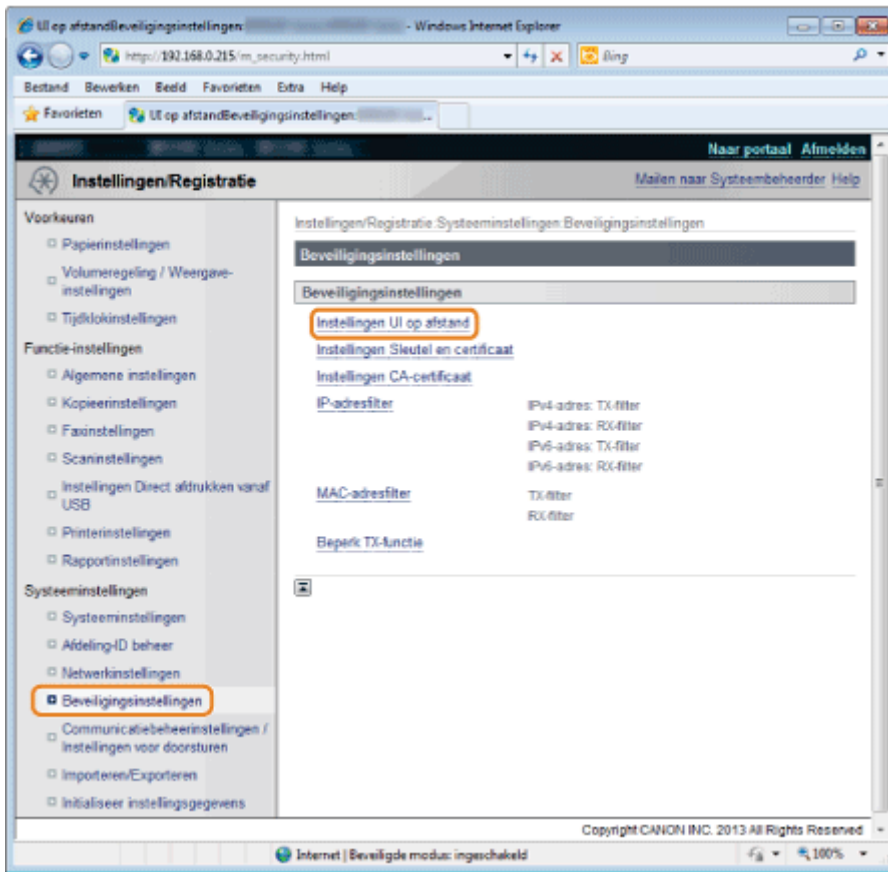 UI op afstandBeveiligingsinstellingen: - Windows Internet Explorer
http://192.168.0.215/m_security.html
Bing
Bestand Bewerken Beeld Favorieten Extra Help
Favorieten
UI op afstandBeveiligingsinstellingen: ...
Naar portaal Afmelden
Instellingen/Registratie
Mailen naar Systeembeheerder Help
Voorkeuren
Papierinstellingen
Volumeregeling / Weergave-
instellingen
Tijdklokinstellingen
Functie-instellingen
Algemene instellingen
Kopieerinstellingen
Faxinstellingen
Scaninstellingen
Instellingen Direct afdrukken vanaf
USB
Printerinstellingen
Rapportinstellingen
Systeeminstellingen
Systeeminstellingen
Afdeling-ID beheer
Netwerkinstellingen
Beveiligingsinstellingen
Communicatiebeheerinstellingen /
Instellingen voor doorsturen
Importeren/Exporteren
Initialiseer instellingsgegevens
Instellingen/Registratie:Systeeminstellingen:Beveiligingsinstellingen
Beveiligingsinstellingen
Beveiligingsinstellingen
Instellingen UI op afstand
Instellingen Sleutel en certificaat
Instellingen CA-certificaat
IP-adresfilter
IPv4-adres: TX-filter
IPv4-adres: RX-filter
IPv6-adres: TX-filter
IPv6-adres: RX-filter
MAC-adresfilter
TX-filter
RX-filter
Beperk TX-functie
Copyright CANON INC. 2013 All Rights Reserved
Internet | Beveiligde modus: ingeschakeld
100%